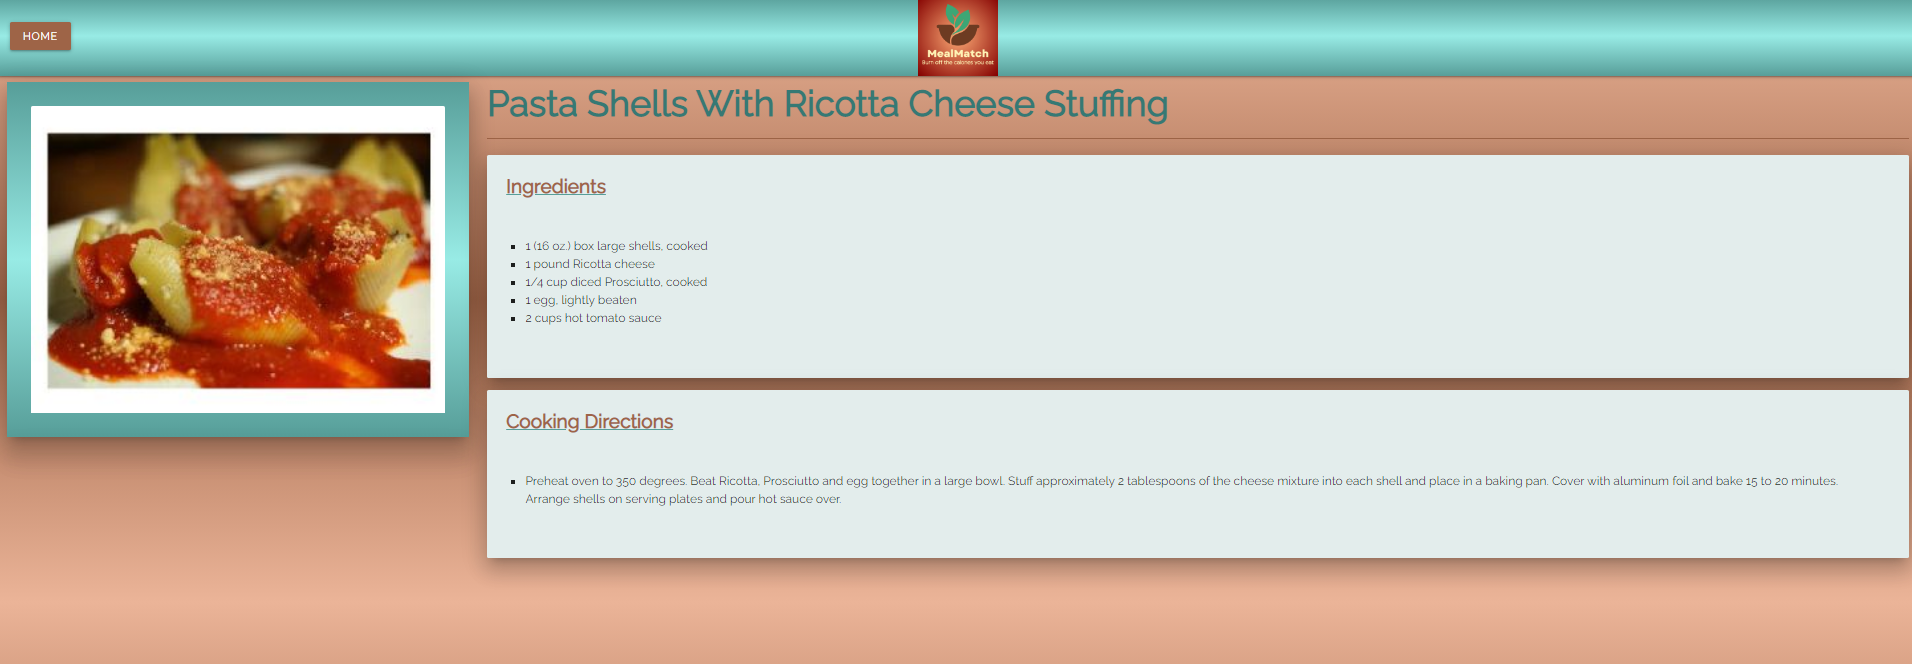 HOME
MealMatch
Burn off the calories you eat
Pasta Shells With Ricotta Cheese Stuffing
Ingredients
1 (16 oz.) box large shells, cooked
1 pound Ricotta cheese
1/4 cup diced Prosciutto, cooked
1 egg, lightly beaten
2 cups hot tomato sauce
Cooking Directions
Preheat oven to 350 degrees. Beat Ricotta, Prosciutto and egg together in a large bowl. Stuff approximately 2 tablespoons of the cheese mixture into each shell and place in a baking pan. Cover with aluminum foil and bake 15 to 20 minutes.
Arrange shells on serving plates and pour hot sauce over.